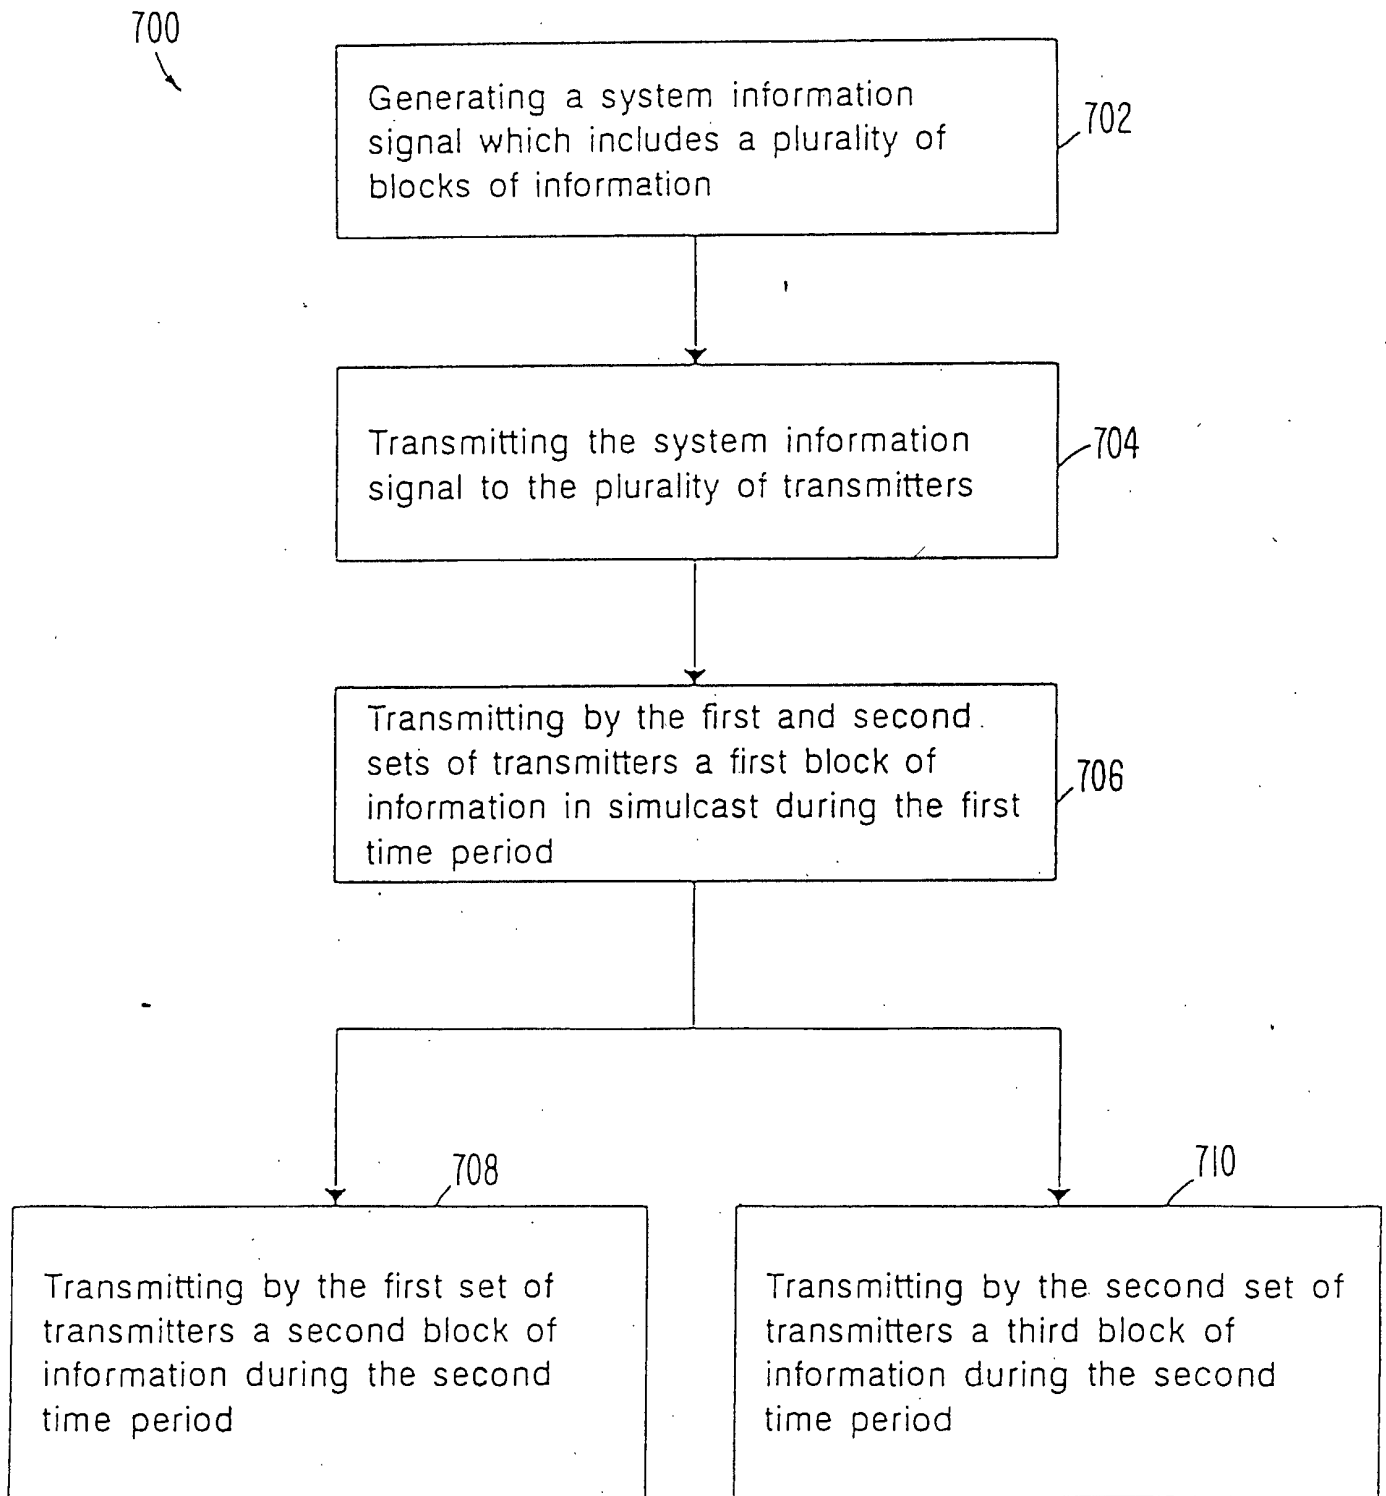 700
Generating a system information
signal which includes a plurality of
blocks of information
702
Transmitting the system information
signal to the plurality of transmitters
704
Transmitting by the first and second
sets of transmitters a first block of
information in simulcast during the first
time period
706
708
Transmitting by the first set of
transmitters a second block of
information during the second
time period
710
Transmitting by the second set of
transmitters a third block of
information during the second
time period